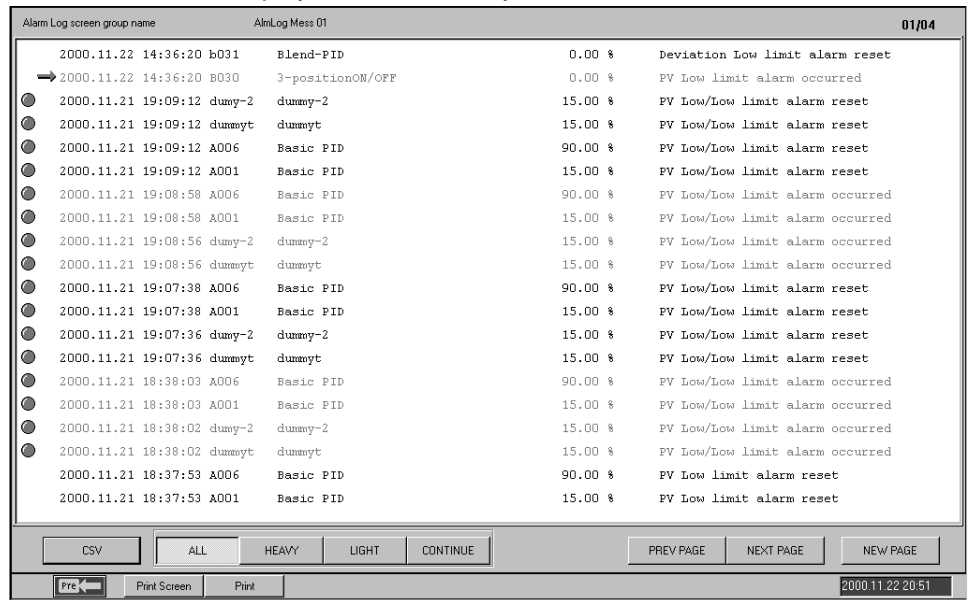 Alarm Log screen group name AlmLog Mess 01 01/04
2000.11.22 14:36:20 b031 Blend-PID 0.00 % Deviation Low limit alarm reset
2000.11.22 14:36:20 B030 3-positionON/OFF 0.00 % PV Low limit alarm occurred
2000.11.21 19:09:12 dumy-2 dummy-2 15.00 % PV Low/Low limit alarm reset
2000.11.21 19:09:12 dummyt dummyt 15.00 % PV Low/Low limit alarm reset
2000.11.21 19:09:12 A006 Basic PID 90.00 % PV Low/Low limit alarm reset
2000.11.21 19:09:12 A001 Basic PID 15.00 % PV Low/Low limit alarm reset
2000.11.21 19:08:58 A006 Basic PID 90.00 % PV Low/Low limit alarm occurred
2000.11.21 19:08:58 A001 Basic PID 15.00 % PV Low/Low limit alarm occurred
2000.11.21 19:08:56 dumy-2 dummy-2 15.00 % PV Low/Low limit alarm occurred
2000.11.21 19:08:56 dummyt dummyt 15.00 % PV Low/Low limit alarm occurred
2000.11.21 19:07:38 A006 Basic PID 90.00 % PV Low/Low limit alarm reset
2000.11.21 19:07:38 A001 Basic PID 15.00 % PV Low/Low limit alarm reset
2000.11.21 19:07:36 dumy-2 dummy-2 15.00 % PV Low/Low limit alarm reset
2000.11.21 19:07:36 dummyt dummyt 15.00 % PV Low/Low limit alarm reset
2000.11.21 18:38:03 A006 Basic PID 90.00 % PV Low/Low limit alarm occurred
2000.11.21 18:38:03 A001 Basic PID 15.00 % PV Low/Low limit alarm occurred
2000.11.21 18:38:02 dumy-2 dummy-2 15.00 % PV Low/Low limit alarm occurred
2000.11.21 18:38:02 dummyt dummyt 15.00 % PV Low/Low limit alarm occurred
2000.11.21 18:37:53 A006 Basic PID 90.00 % PV Low limit alarm reset
2000.11.21 18:37:53 A001 Basic PID 15.00 % PV Low limit alarm reset
CSV ALL HEAVY LIGHT CONTINUE PREV PAGE NEXT PAGE NEW PAGE
Pre Print Screen Print 2000.11.22 20:51